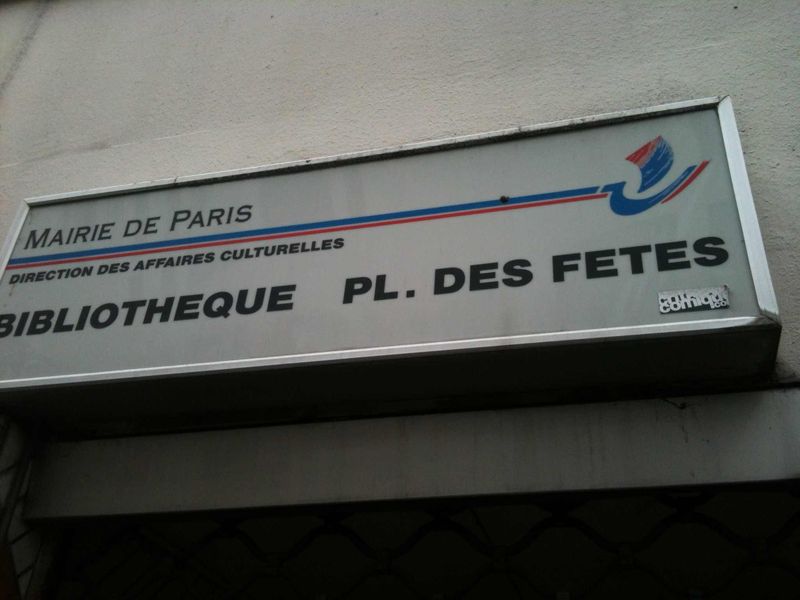 MAIRIE DE PARIS
DIRECTION DES AFFAIRES CULTURELLES
BIBLIOTHEQUE PL. DES FETES